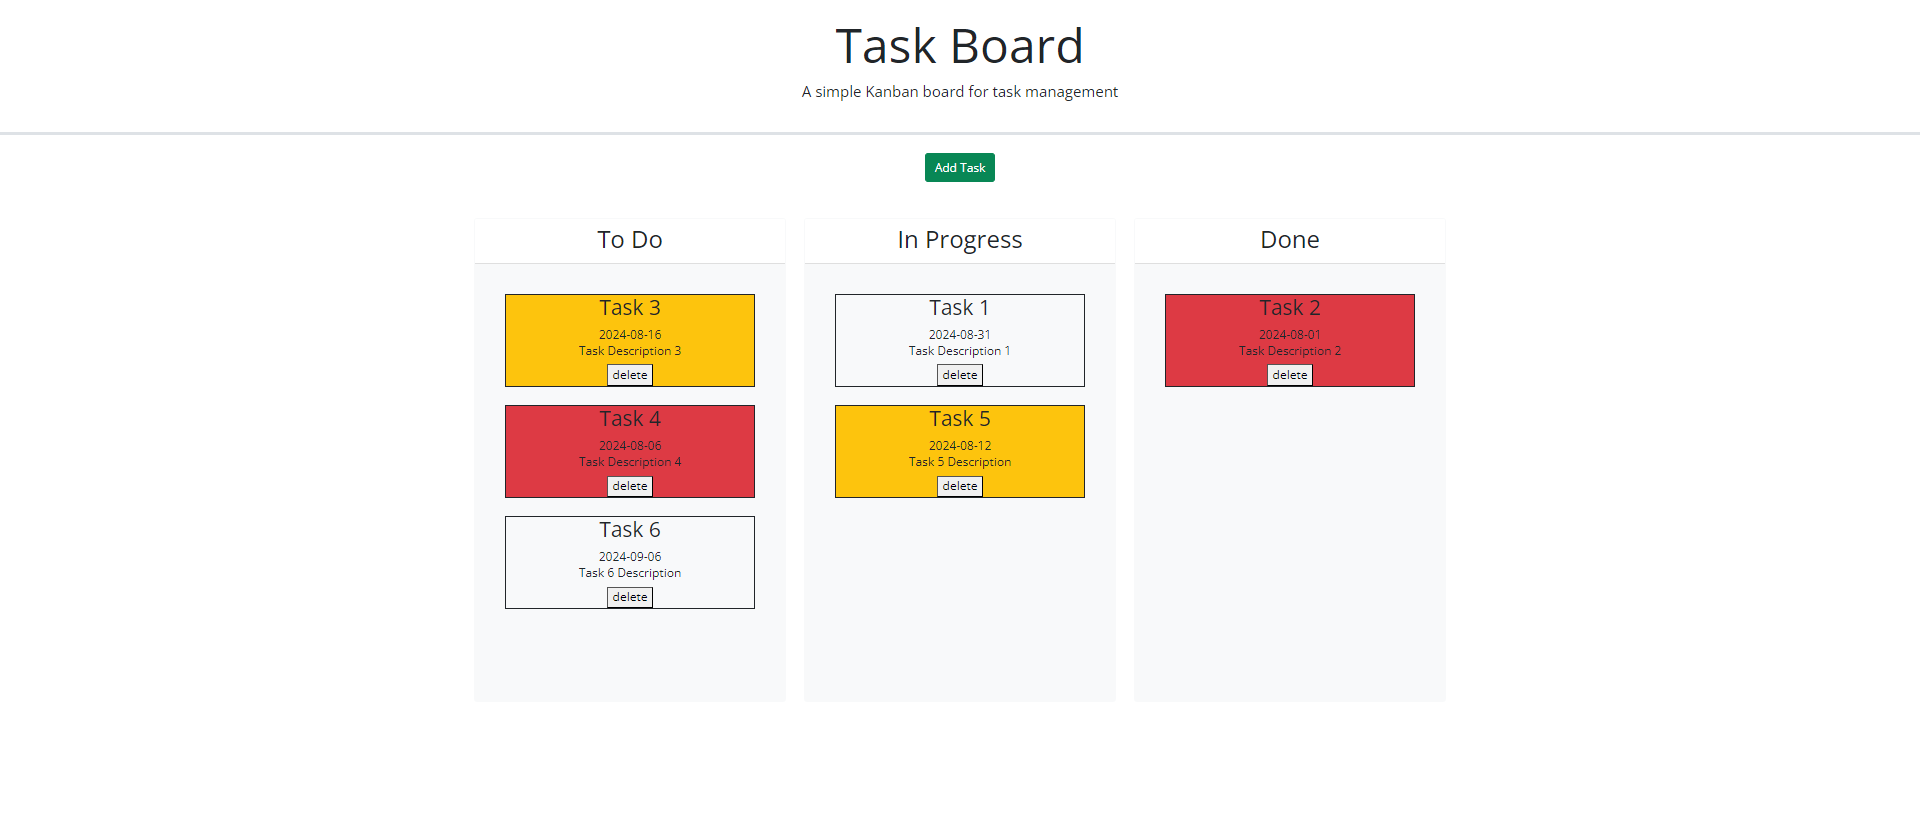 Task Board
A simple Kanban board for task management
Add Task
To Do
Task 3
2024-08-16
Task Description 3
delete
Task 4
2024-08-06
Task Description 4
delete
Task 6
2024-09-06
Task 6 Description
delete
In Progress
Task 1
2024-08-31
Task Description 1
delete
Task 5
2024-08-12
Task 5 Description
delete
Done
Task 2
2024-08-01
Task Description 2
delete